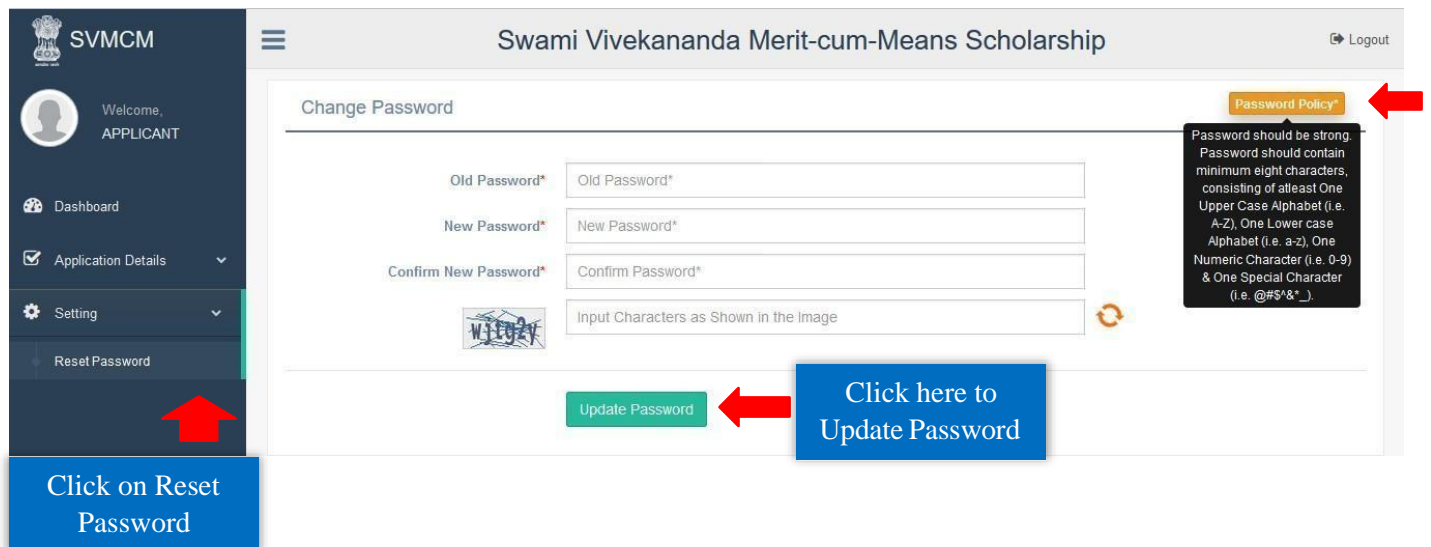 SVMCM
Swami Vivekananda Merit-cum-Means Scholarship
Logout
Welcome,
APPLICANT
Dashboard
Application Details
Setting
Reset Password
Change Password
Password Policy*
Password should be strong.
Password should contain
minimum eight characters,
consisting of atleast One
Upper Case Alphabet (i.e.
A-Z), One Lower case
Alphabet (i.e. a-z), One
Numeric Character (i.e. 0-9)
& One Special Character
(i.e. @#$^&*_).
Old Password* Old Password*
New Password* New Password*
Confirm New Password* Confirm Password*
Input Characters as Shown in the Image
Update Password
Click here to
Update Password
Click on Reset
Password